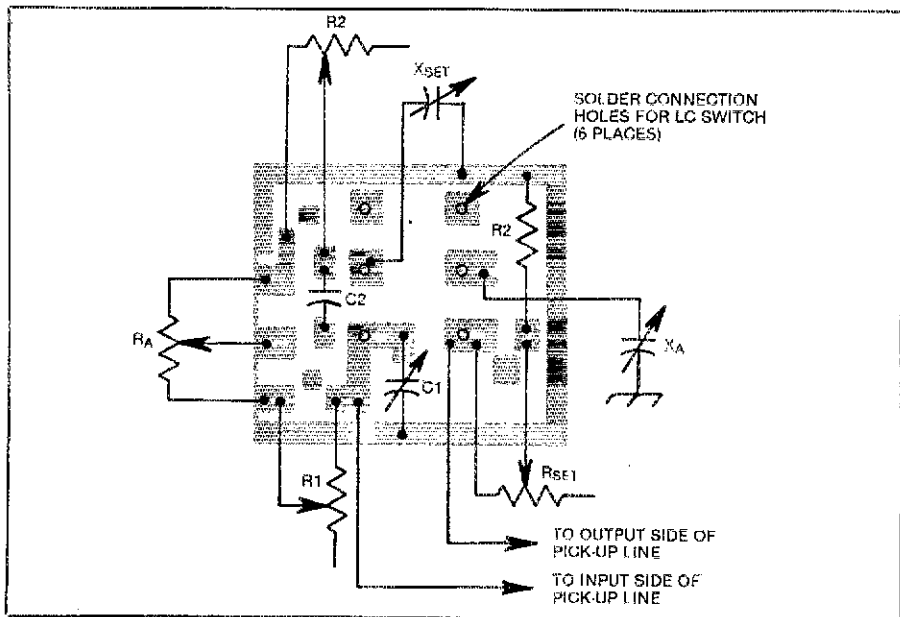 R2
XSET
SOLDER CONNECTION
HOLES FOR LC SWITCH
(6 PLACES)
R2
C2
RA
XA
C1
R1
RSET
TO OUTPUT SIDE OF
PICK-UP LINE
TO INPUT SIDE OF
PICK-UP LINE